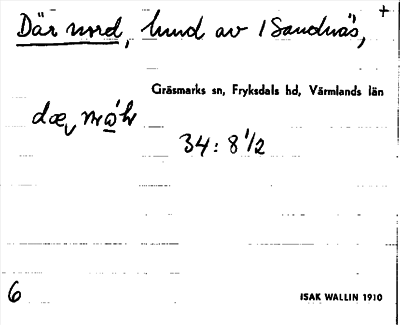 Där nord, lund av 1 Sandnäs, +
Gräsmarks sn, Fryksdals hd, Värmlands län
34: 8 1/2
6
ISAK WALLIN 1910